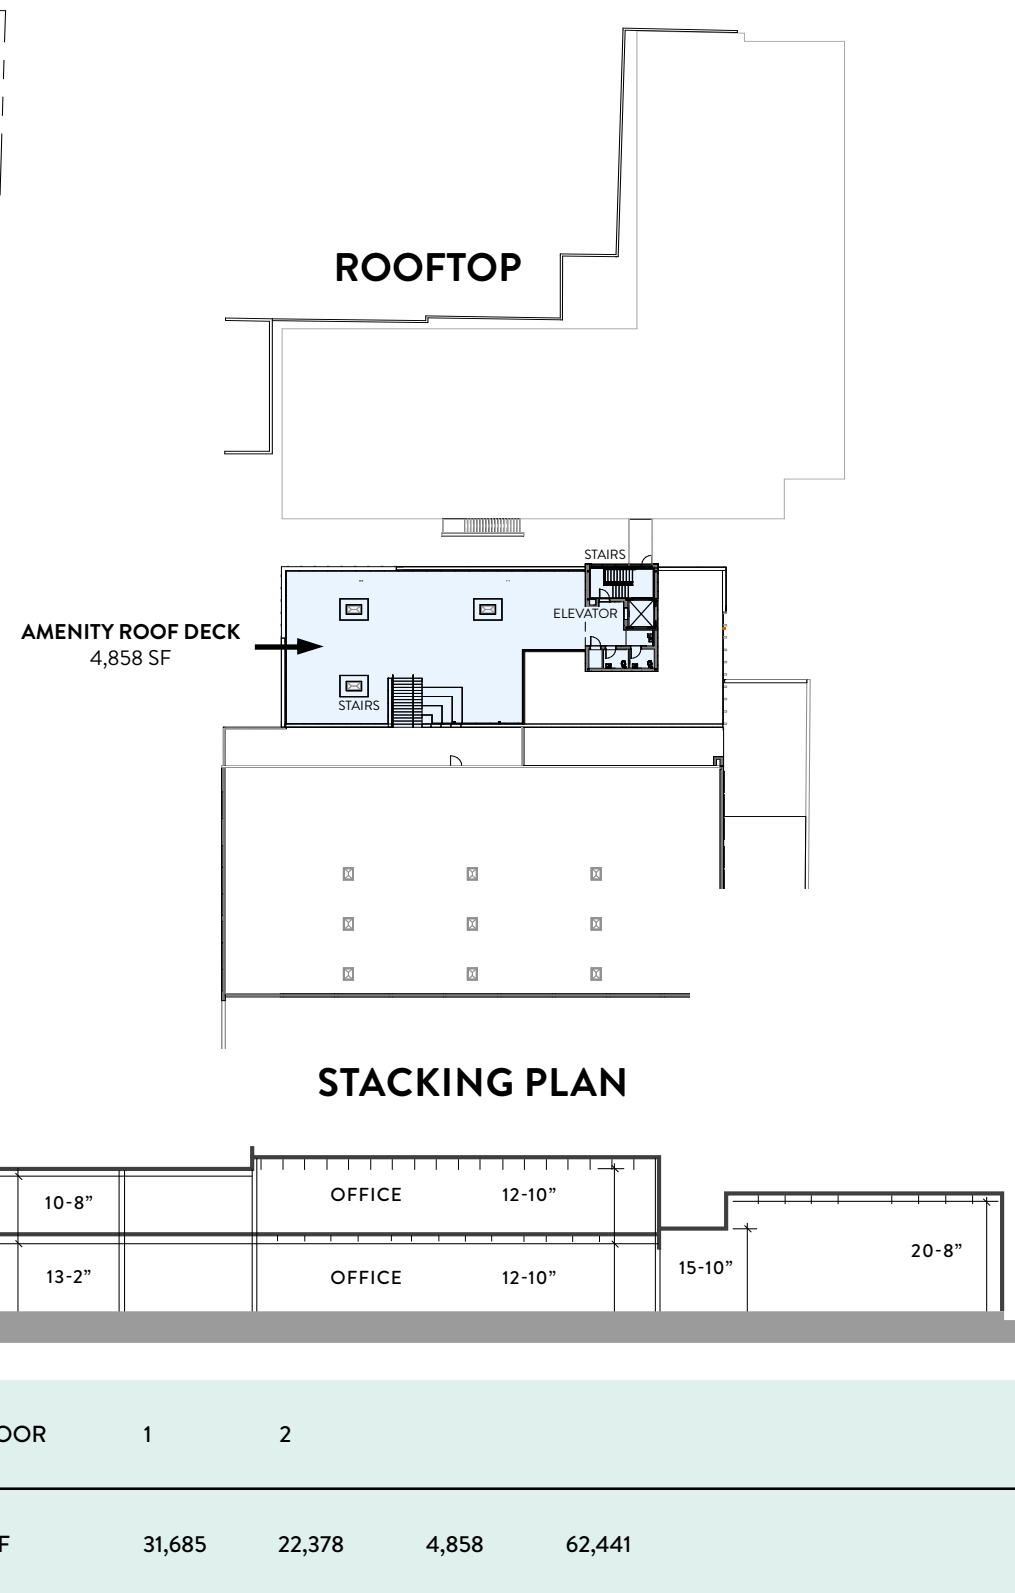 ROOFTOP
STAIRS
ELEVATOR
AMENITY ROOF DECK
4,858 SF
STAIRS
STACKING PLAN
10-8”
OFFICE
12-10”
13-2”
OFFICE
12-10”
15-10”
20-8”
OOR 1 2
F 31,685 22,378 4,858 62,441